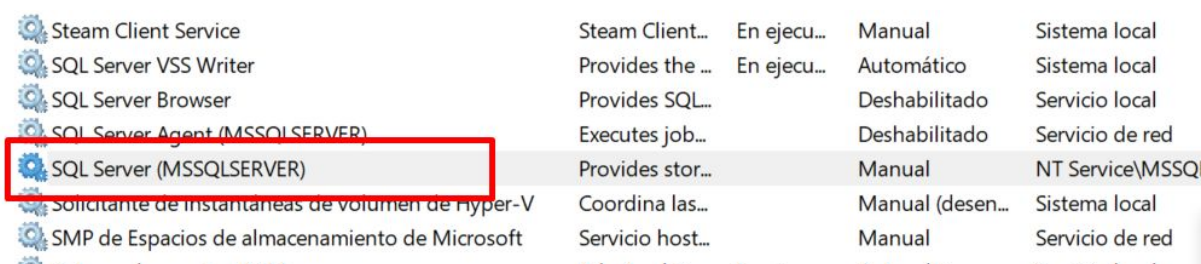 Steam Client Service Steam Client... En ejecu... Manual Sistema local
SQL Server VSS Writer Provides the ... En ejecu... Automático Sistema local
SQL Server Browser Provides SQL... Deshabilitado Servicio local
SQL Server Agent (MSSQLSERVER) Executes job... Deshabilitado Servicio de red
SQL Server (MSSQLSERVER) Provides stor... Manual NT Service\MSSQL
Solicitante de instantáneas de volumen de Hyper-V Coordina las... Manual (desen... Sistema local
SMP de Espacios de almacenamiento de Microsoft Servicio host... Manual Servicio de red